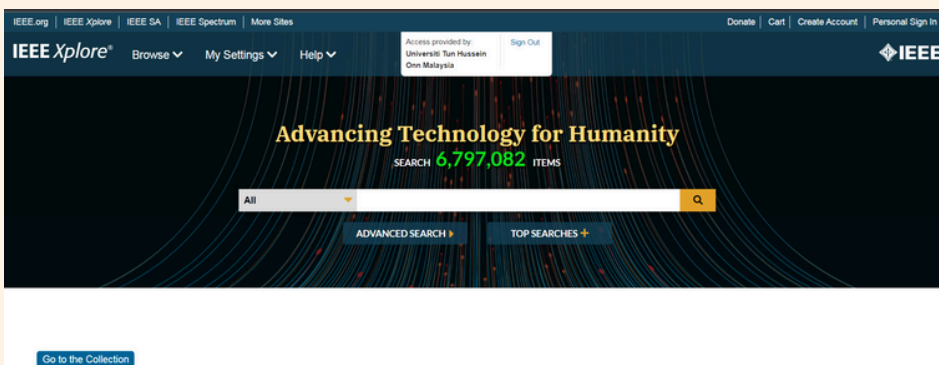 IEEE.org | IEEE Xplore | IEEE SA | IEEE Spectrum | More Sites Donate | Cart | Create Account | Personal Sign In
IEEE Xplore® Browse My Settings Help Access provided by: Sign Out IEEE
Universiti Tun Hussein
Onn Malaysia
Advancing Technology for Humanity
SEARCH 6,797,082 ITEMS
All
ADVANCED SEARCH TOP SEARCHES +
Go to the Collection